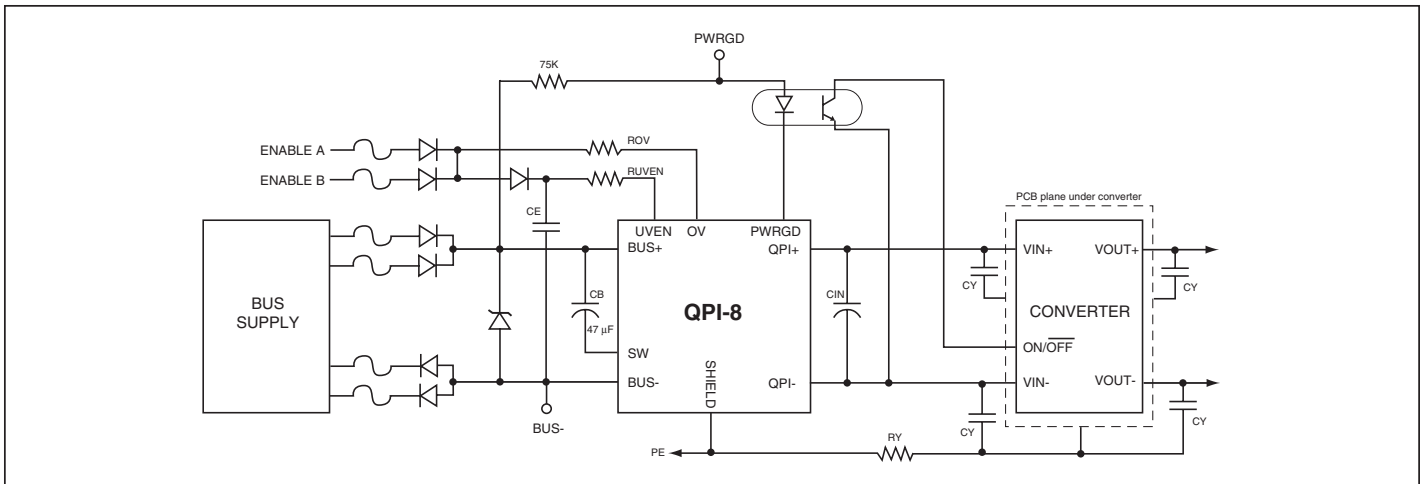 PWRGD
75K
ENABLE A
ROV
ENABLE B
RUVEN
PCB plane under converter
CE
UVEN OV PWRGD
BUS+ QPI+
VIN+ VOUT+
CY CY
BUS
SUPPLY
CB
47 µF
QPI-8
CIN
CONVERTER
SW
ON/OFF
SHIELD
BUS- QPI-
VIN- VOUT-
BUS-
CY CY
PE
RY